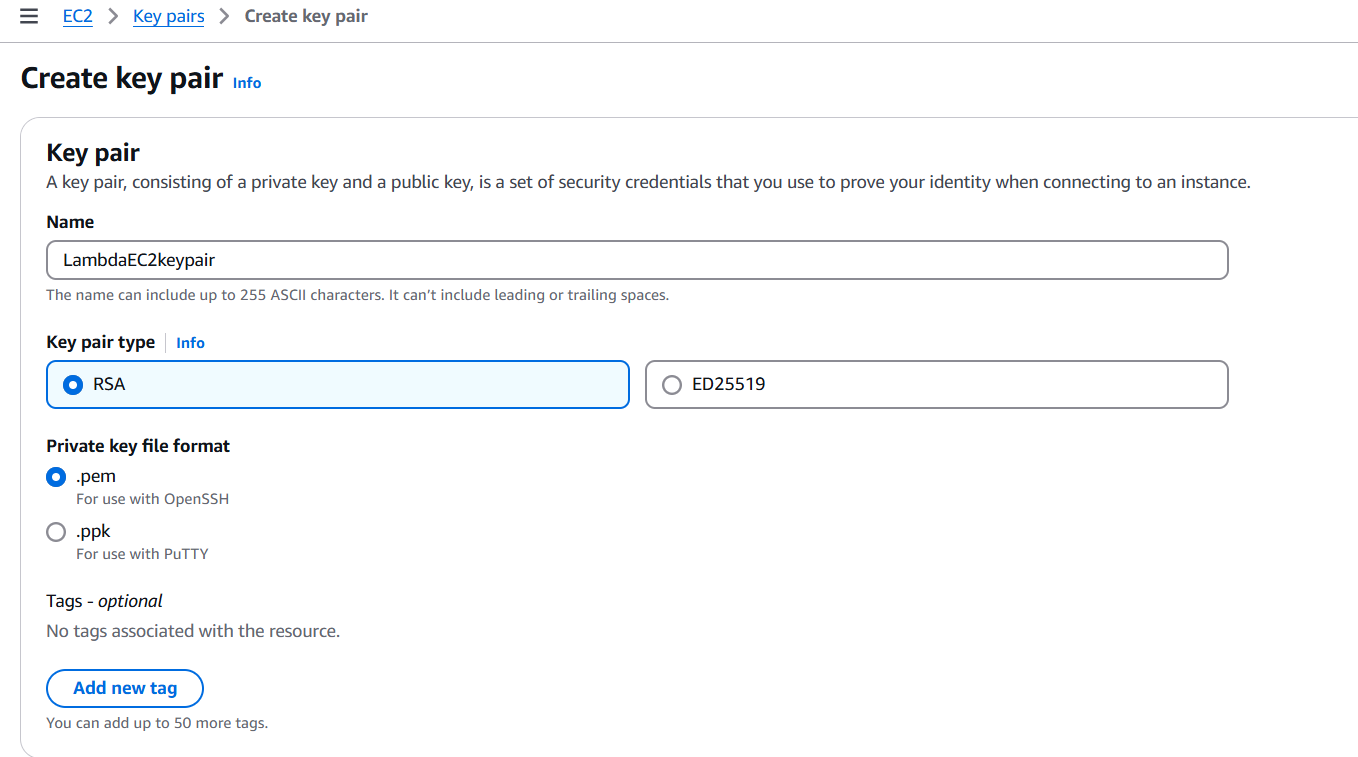 EC2 > Key pairs > Create key pair
Create key pair Info
Key pair
A key pair, consisting of a private key and a public key, is a set of security credentials that you use to prove your identity when connecting to an instance.
Name
LambdaEC2keypair
The name can include up to 255 ASCII characters. It can’t include leading or trailing spaces.
Key pair type | Info
RSA ED25519
Private key file format
.pem
For use with OpenSSH
.ppk
For use with PuTTY
Tags - optional
No tags associated with the resource.
Add new tag
You can add up to 50 more tags.